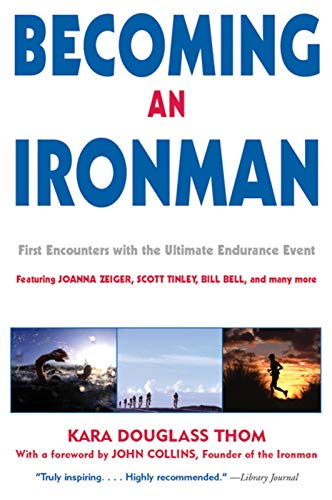 BECOMING
AN
IRONMAN
First Encounters with the Ultimate Endurance Event
Featuring JOANNA ZEIGER, SCOTT TINLEY, BILL BELL, and many more
KARA DOUGLASS THOM
With a foreword by JOHN COLLINS, Founder of the Ironman
“Truly inspiring. . . . Highly recommended.” —Library Journal